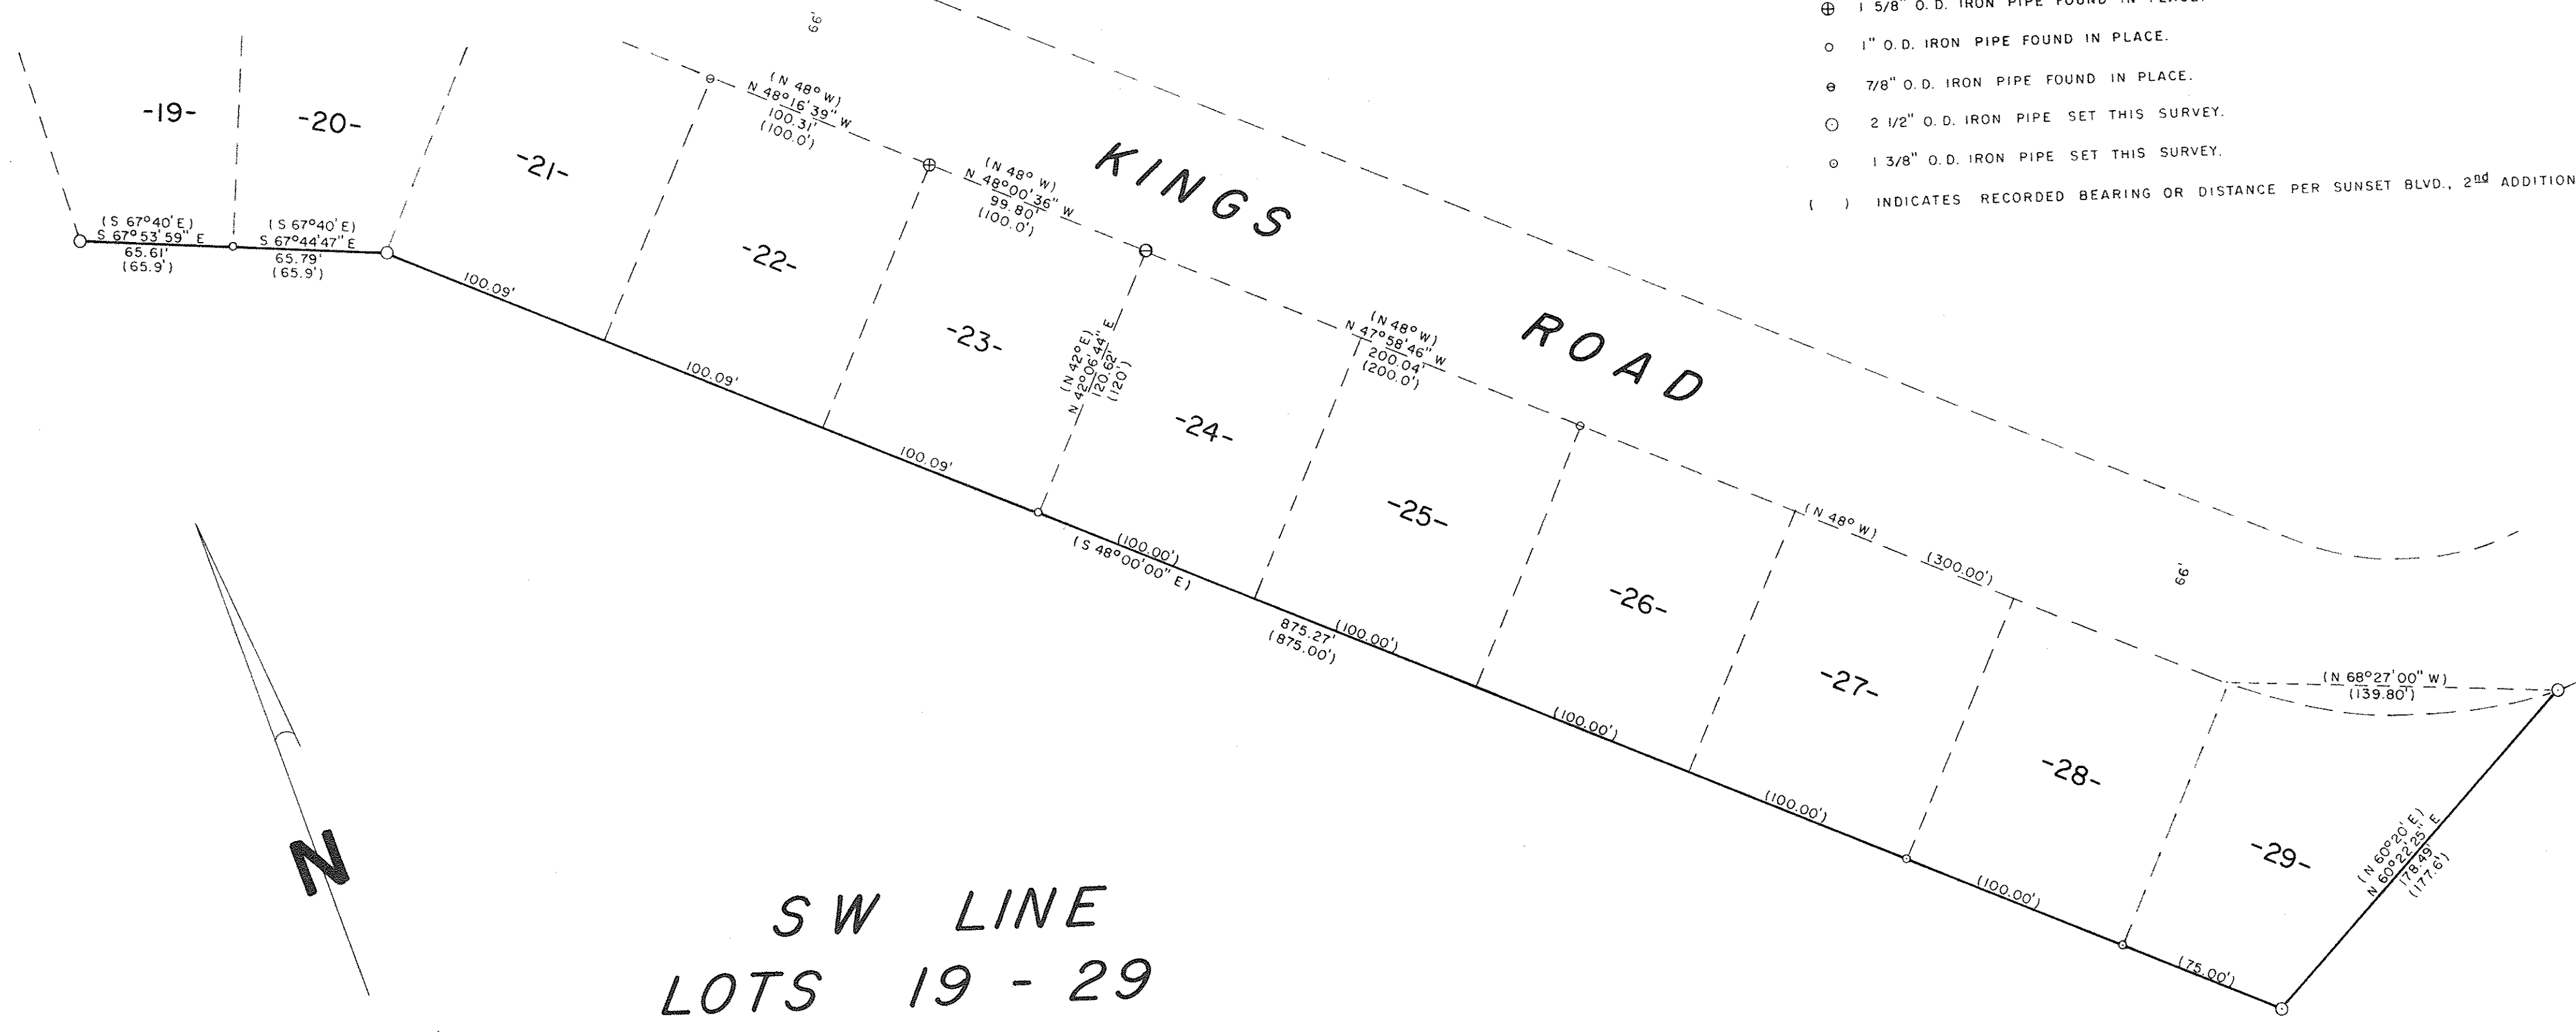 1 5/8" O.D. IRON PIPE FOUND IN PLACE.
1" O.D. IRON PIPE FOUND IN PLACE.
7/8" O.D. IRON PIPE FOUND IN PLACE.
2 1/2" O.D. IRON PIPE SET THIS SURVEY.
1 3/8" O.D. IRON PIPE SET THIS SURVEY.
( ) INDICATES RECORDED BEARING OR DISTANCE PER SUNSET BLVD., 2nd ADDITION
66'
-19-
-20-
-21-
-22-
-23-
-24-
-25-
-26-
-27-
-28-
-29-
(S 67°40' E)
S 67°53'59" E
65.61'
(65.9')
(S 67°40' E)
S 67°44'47" E
65.79'
(65.9')
(N 48° W)
N 48°16'39" W
100.31'
(100.0')
(N 48° W)
N 48°00'36" W
99.80'
(100.0')
KINGS ROAD
(N 42° E)
N 42°06'44" E
120.62'
(120')
(N 48° W)
N 47°58'46" W
200.04'
(200.0')
(N 48° W)
(300.00')
66'
(N 68°27'00" W)
(139.80')
100.09'
100.09'
100.09'
(100.00')
(S 48°00'00" E)
(100.00')
875.27'
(875.00')
(100.00')
(100.00')
(100.00')
(75.00')
(N 60°20' E)
N 60°22'25" E
178.49'
(177.6')
N
SW LINE
LOTS 19 - 29